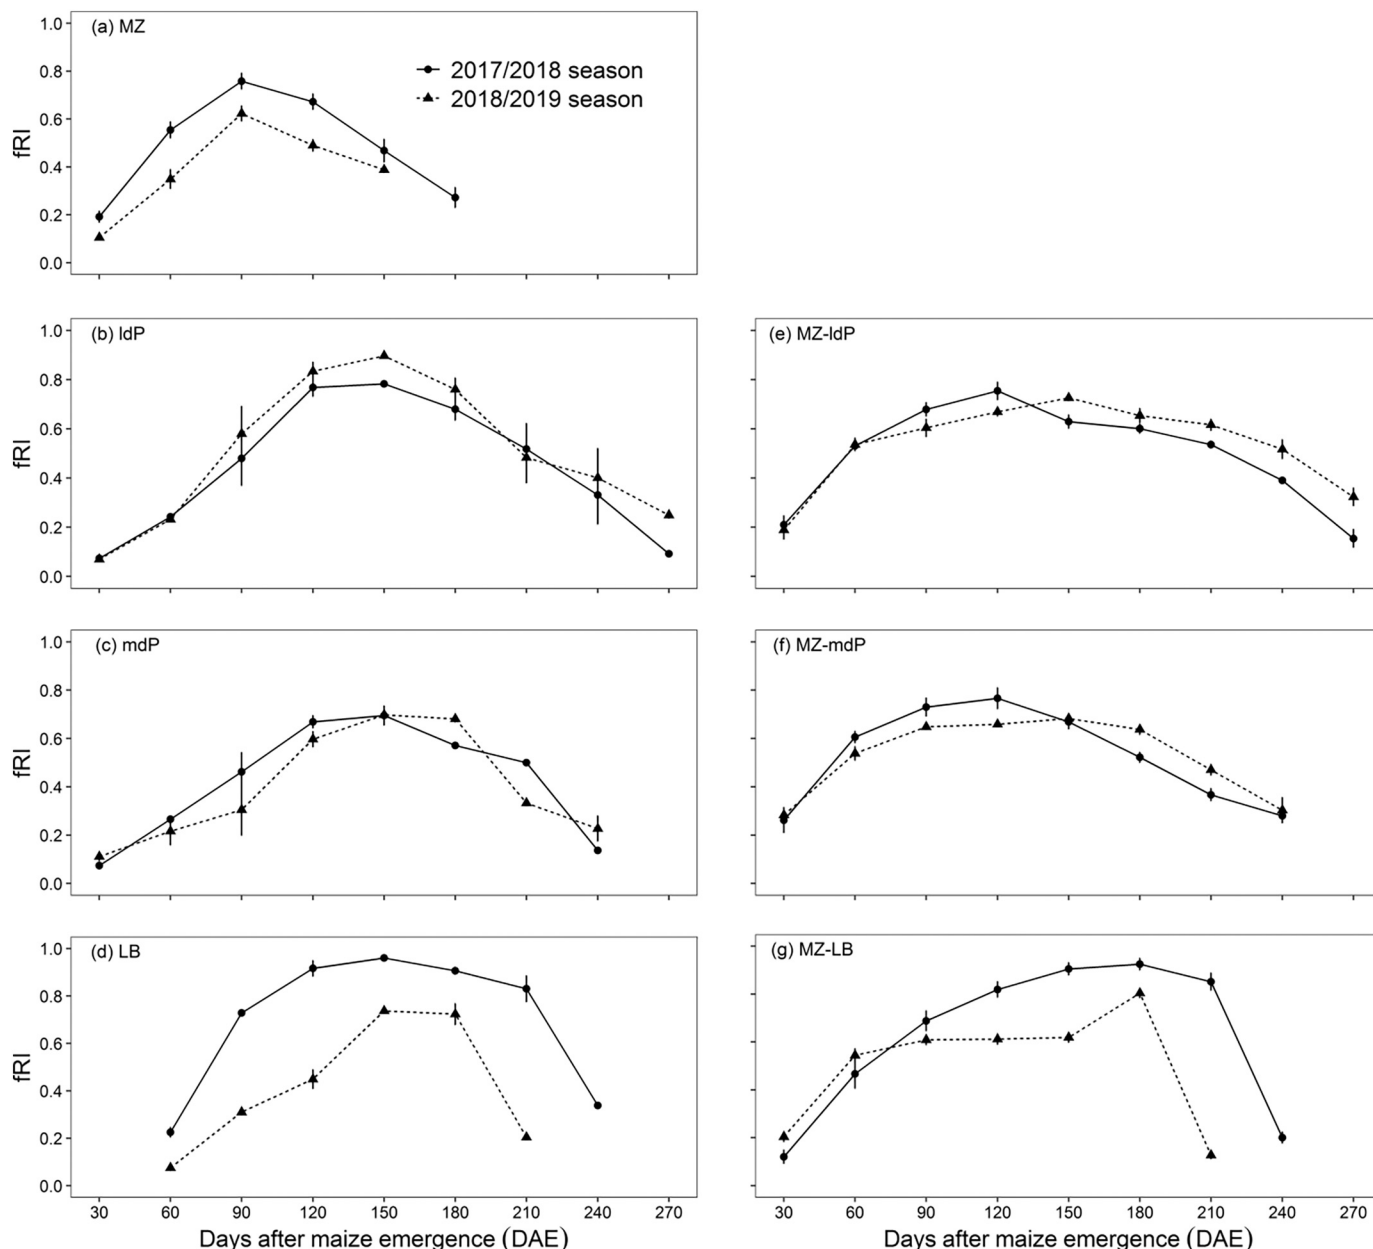 (a) MZ
2017/2018 season
2018/2019 season
1.0
0.8
0.6
0.4
0.2
0.0
fRI
(b) ldP
1.0
0.8
0.6
0.4
0.2
0.0
fRI
(e) MZ-ldP
(c) mdP
1.0
0.8
0.6
0.4
0.2
0.0
fRI
(f) MZ-mdP
(d) LB
1.0
0.8
0.6
0.4
0.2
0.0
fRI
30 60 90 120 150 180 210 240 270
Days after maize emergence (DAE)
(g) MZ-LB
30 60 90 120 150 180 210 240 270
Days after maize emergence (DAE)